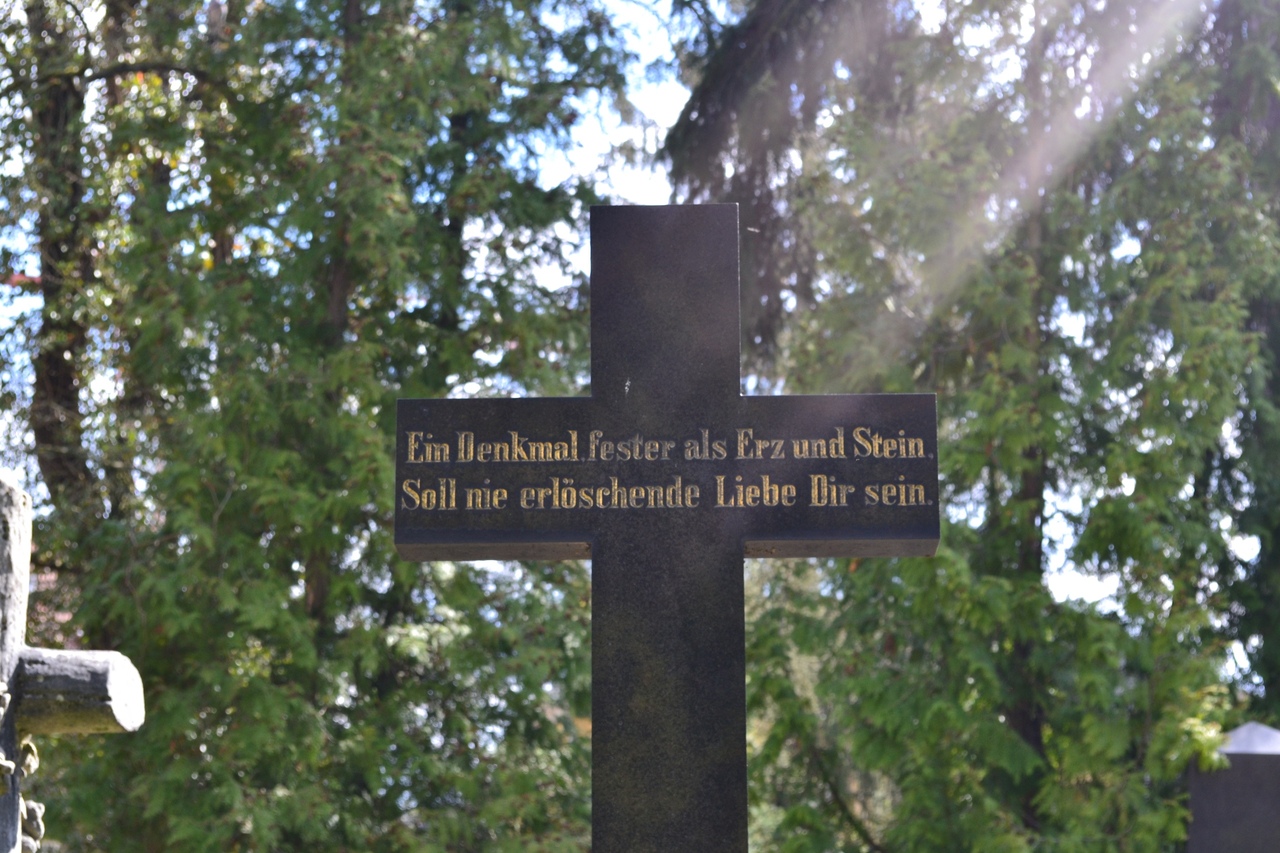 Ein Denkmal, fester als Erz und Stein,
Soll nie erlöschende Liebe Dir sein.